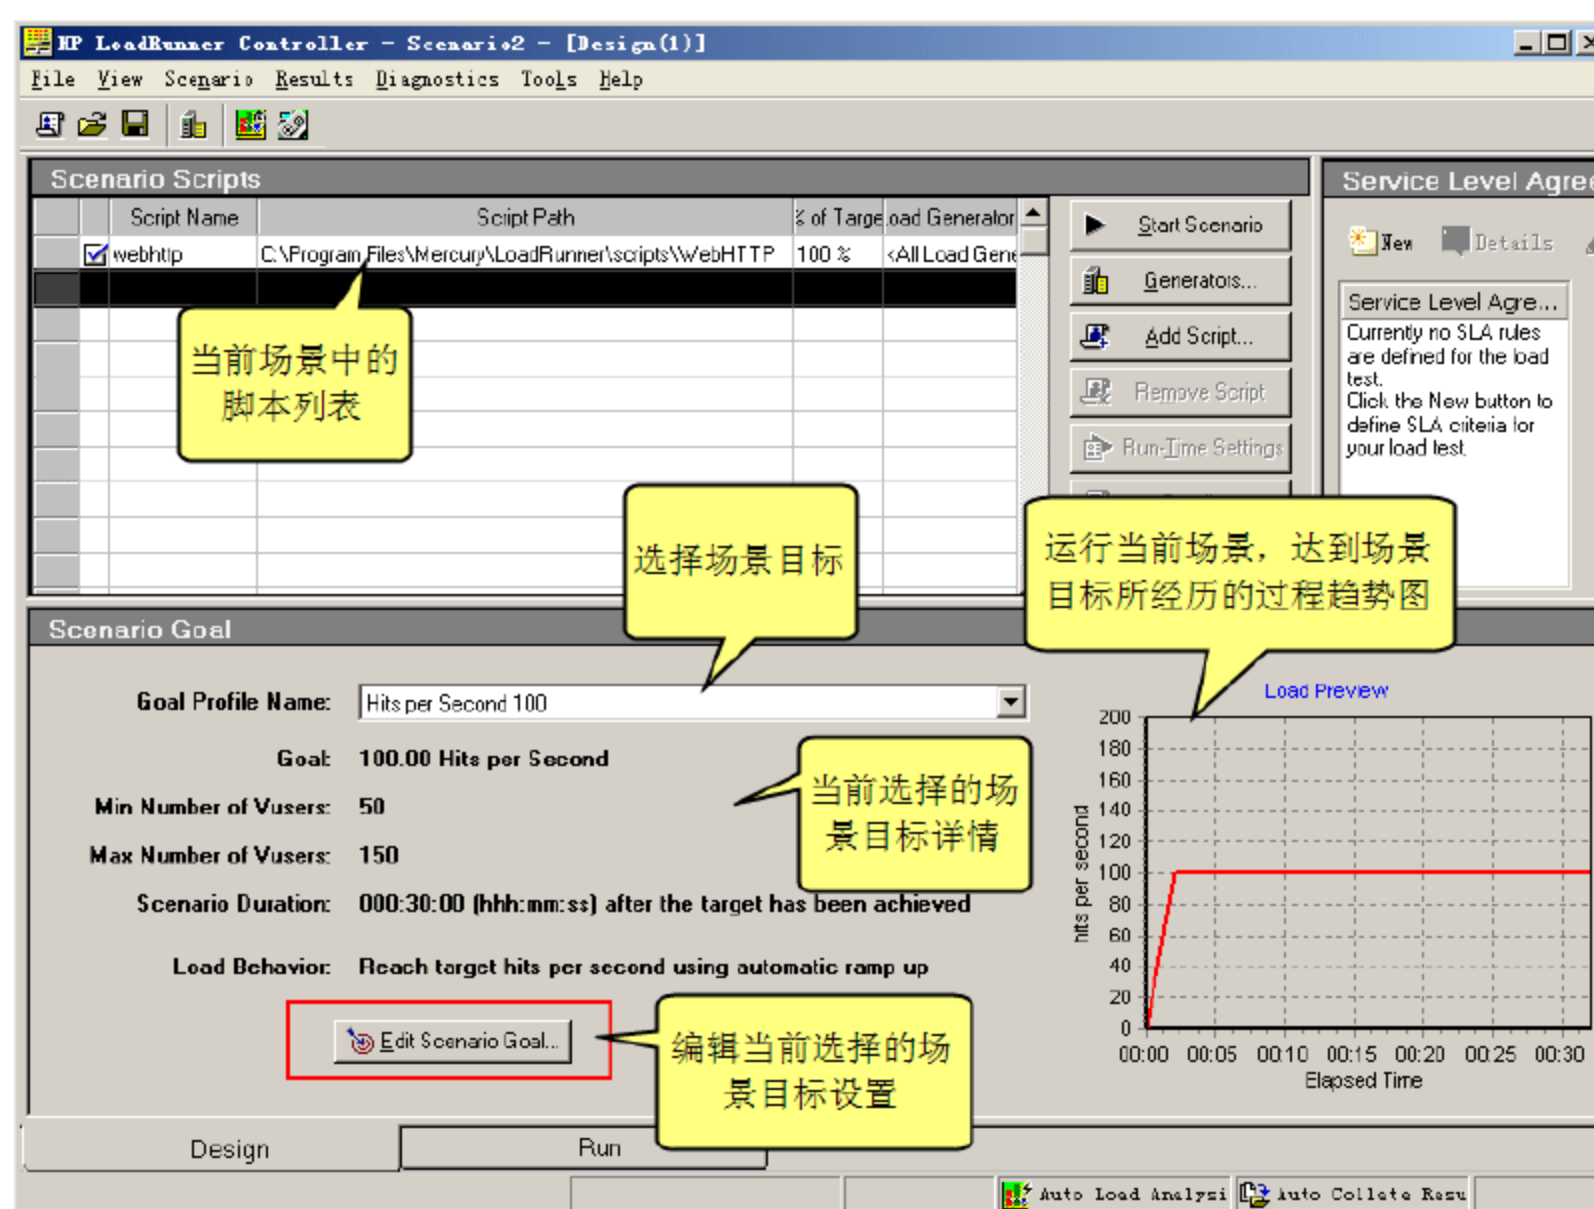 HP LoadRunner Controller - Scenario2 - [Design(1)]
File View Scenario Results Diagnostics Tools Help
Scenario Scripts
Script Name Script Path % of Targe oad Generator
webhttp C:\Program Files\Mercury\LoadRunner\scripts\WebHTTP 100 % <All Load Gene
当前场景中的
脚本列表
Start Scenario
Generators...
Add Script...
Remove Script
Run-Time Settings
Service Level Agree
New Details
Service Level Agre...
Currently no SLA rules
are defined for the load
test.
Click the New button to
define SLA criteria for
your load test.
选择场景目标
运行当前场景，达到场景
目标所经历的过程趋势图
Scenario Goal
Goal Profile Name: Hits per Second 100
Goal: 100.00 Hits per Second
Min Number of Vusers: 50
Max Number of Vusers: 150
Scenario Duration: 000:30:00 (hhh:mm:ss) after the target has been achieved
Load Behavior: Reach target hits per second using automatic ramp up
当前选择的场
景目标详情
Edit Scenario Goal...
编辑当前选择的场
景目标设置
Load Preview
hits per second
200
180
160
140
120
100
80
60
40
20
0
00:00 00:05 00:10 00:15 00:20 00:25 00:30
Elapsed Time
Design Run
Auto Load Analysi Auto Collate Resu